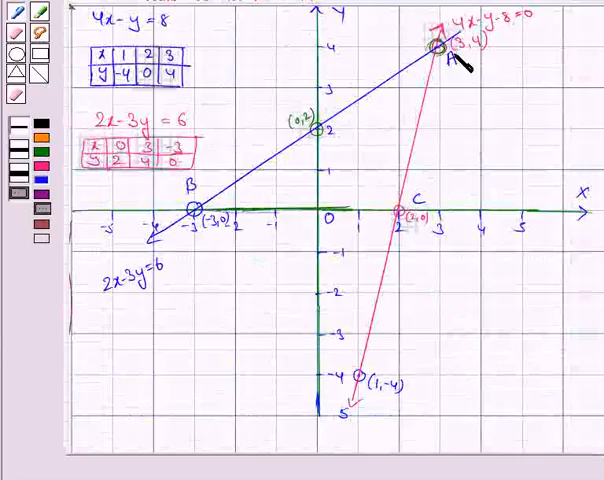 4x-y=8
x 1 2 3
y -4 0 4
2x-3y=6
x 0 3 -3
y 2 4 0
Y
4x-y-8=0
(3,4)
A
4
3
(0,2)
2
1
B
C
X
-5 -4 -3 (-3,0) -2 -1 0 1 2 (2,0) 3 4 5
-1
2x-3y=6
-2
-3
-4
(1,-4)
5